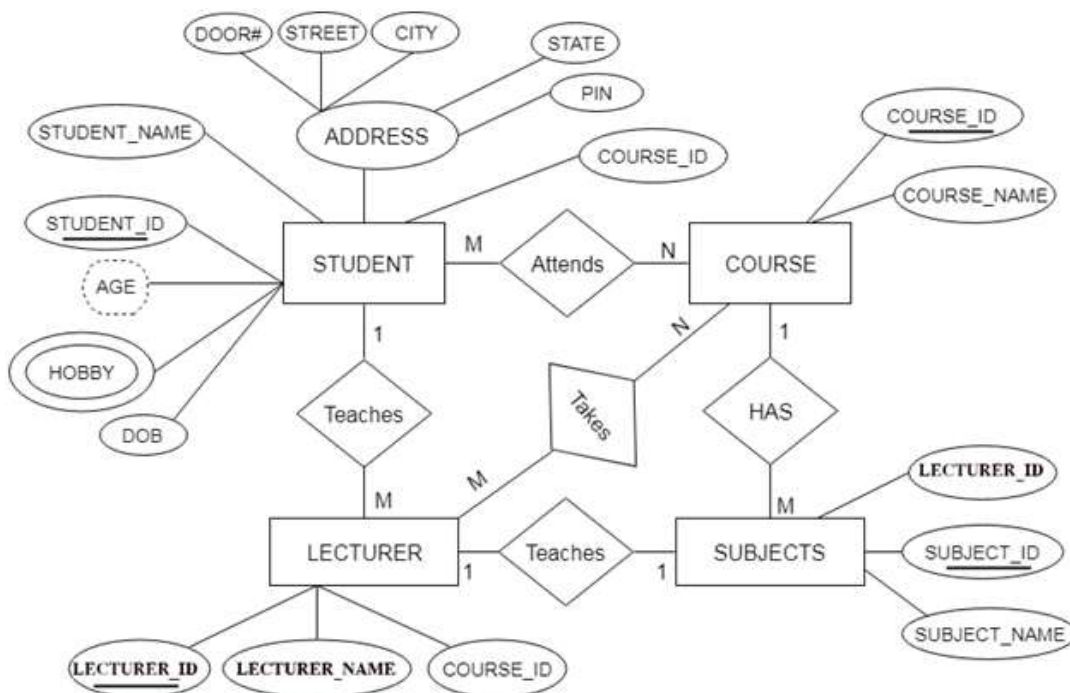 DOOR# STREET CITY
STATE
PIN
ADDRESS
STUDENT_NAME
COURSE_ID
COURSE_ID
COURSE_NAME
STUDENT_ID
AGE
HOBBY
DOB
STUDENT M Attends N COURSE
1
Teaches
M
N
Takes
M
1
HAS
M
LECTURER_ID
LECTURER 1 Teaches 1 SUBJECTS
SUBJECT_ID
SUBJECT_NAME
LECTURER_ID LECTURER_NAME COURSE_ID